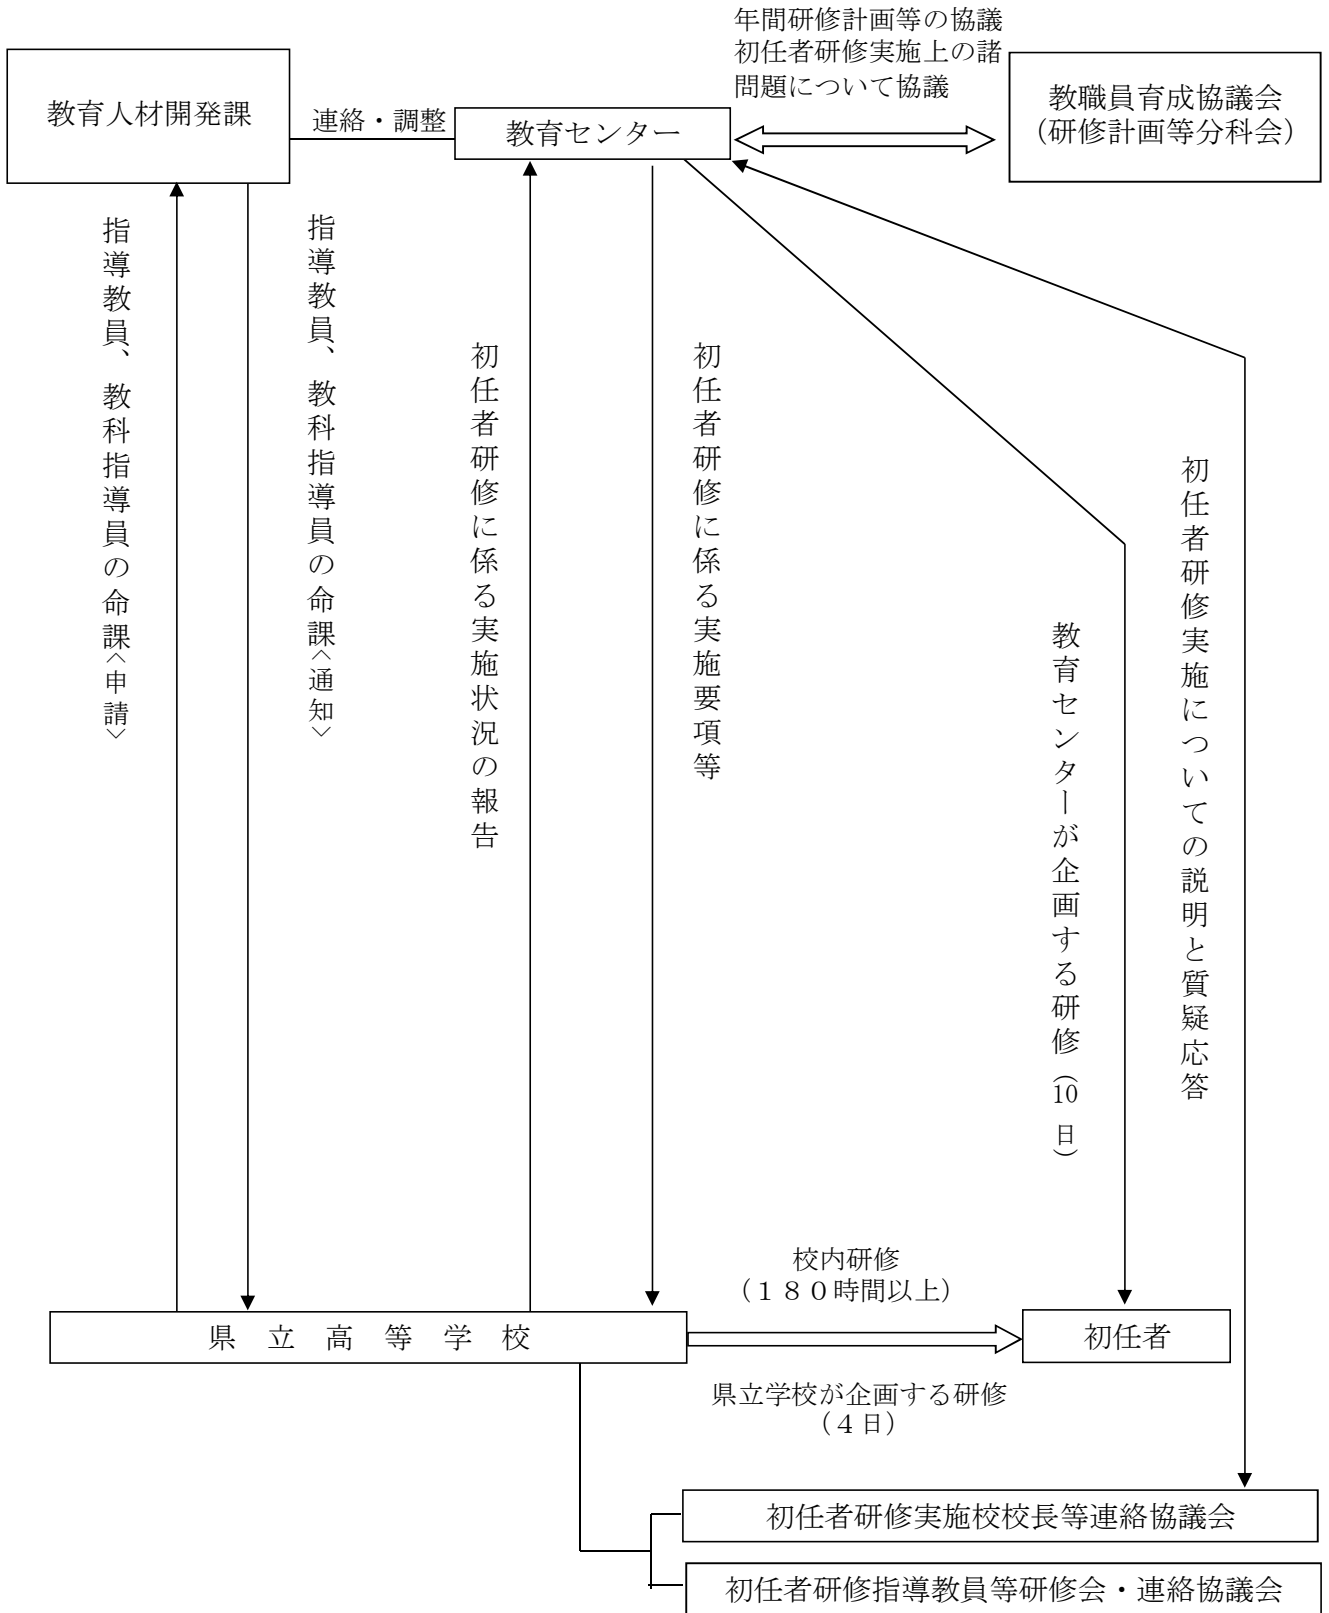 年間研修計画等の協議
初任者研修実施上の諸
問題について協議
教育人材開発課
連絡・調整
教育センター
教職員育成協議会
（研修計画等分科会）
指導教員、教科指導員の命課<申請>
指導教員、教科指導員の命課<通知>
初任者研修に係る実施状況の報告
初任者研修に係る実施要項等
教育センターが企画する研修（10日）
初任者研修実施についての説明と質疑応答
校内研修
（１８０時間以上）
県立高等学校
初任者
県立学校が企画する研修
（４日）
初任者研修実施校校長等連絡協議会
初任者研修指導教員等研修会・連絡協議会